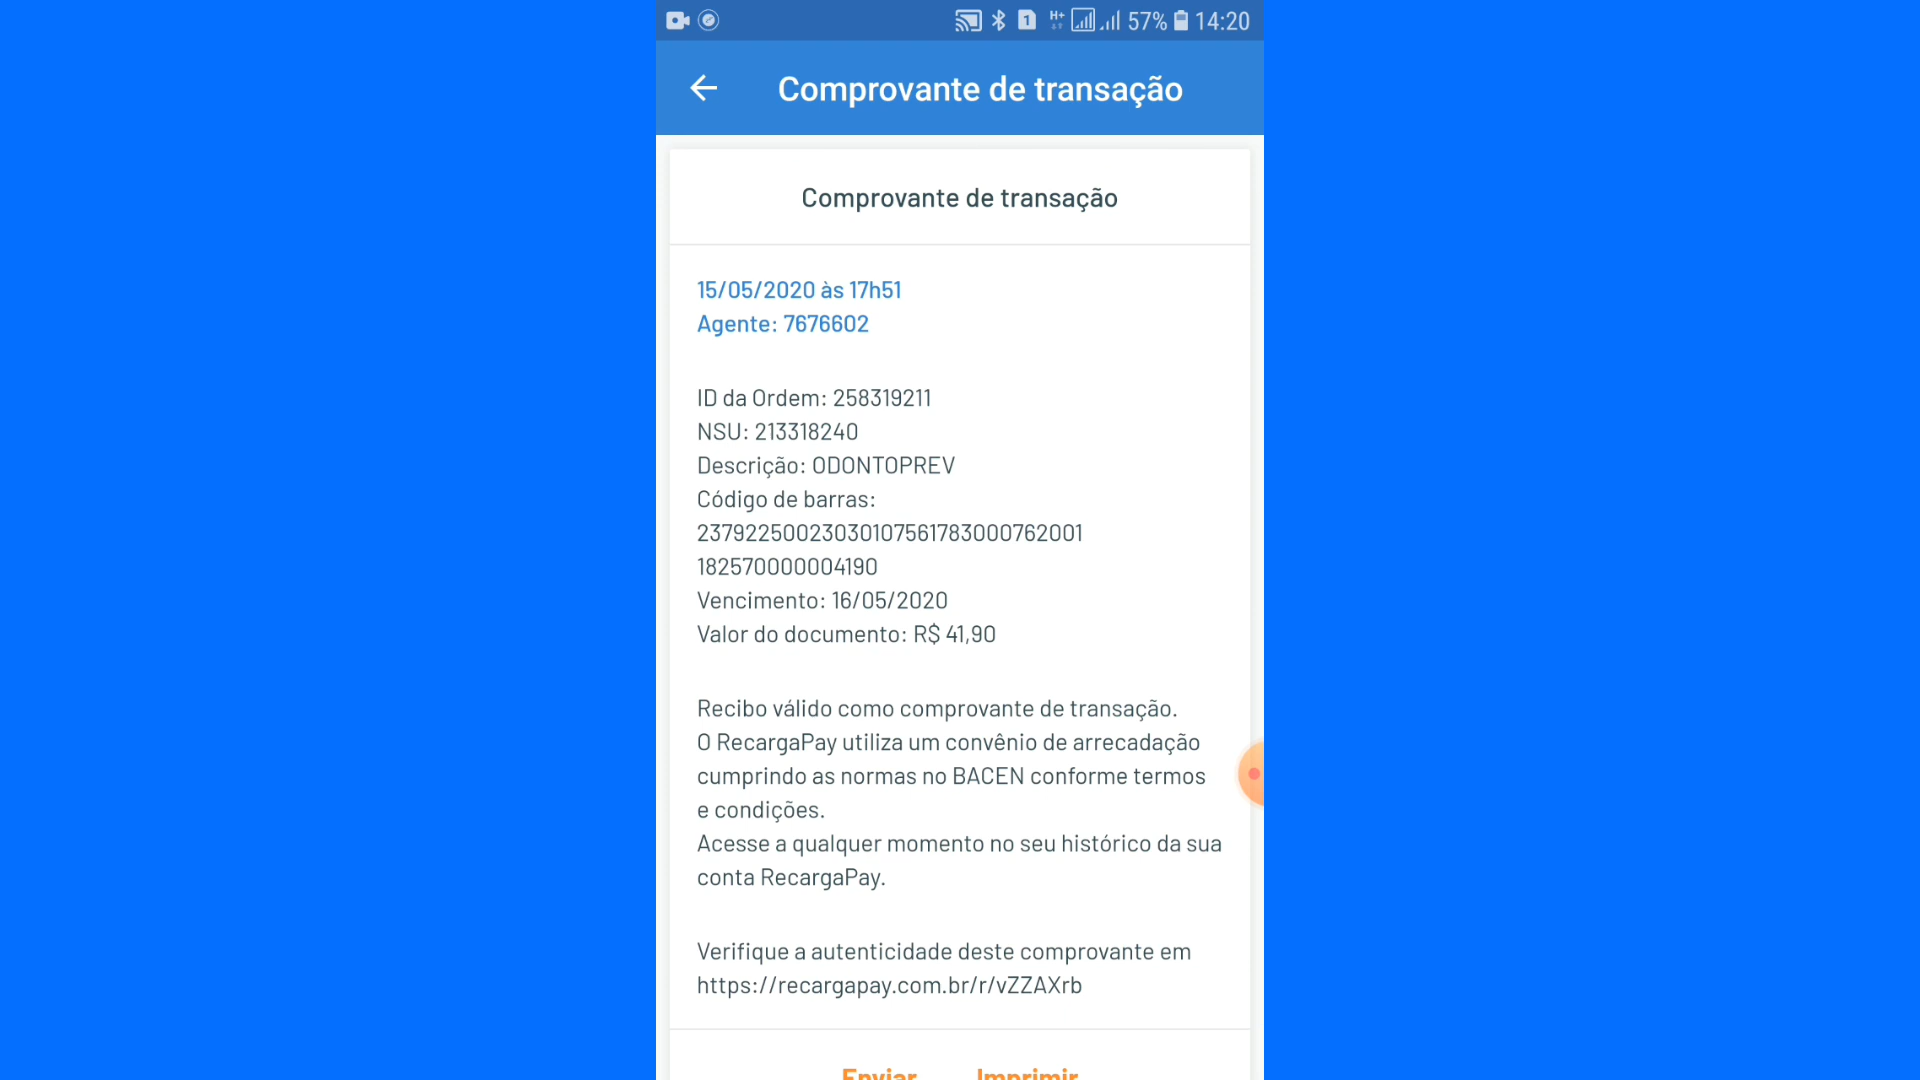 1 H+ 57% 14:20
Comprovante de transação
Comprovante de transação
15/05/2020 às 17h51
Agente: 7676602
ID da Ordem: 258319211
NSU: 213318240
Descrição: ODONTOPREV
Código de barras:
237922500230301075617830007620​01
182570000004190
Vencimento: 16/05/2020
Valor do documento: R$ 41,90
Recibo válido como comprovante de transação.
O RecargaPay utiliza um convênio de arrecadação
cumprindo as normas no BACEN conforme termos
e condições.
Acesse a qualquer momento no seu histórico da sua
conta RecargaPay.
Verifique a autenticidade deste comprovante em
https://recargapay.com.br/r/vZZAXrb
Enviar Imprimir